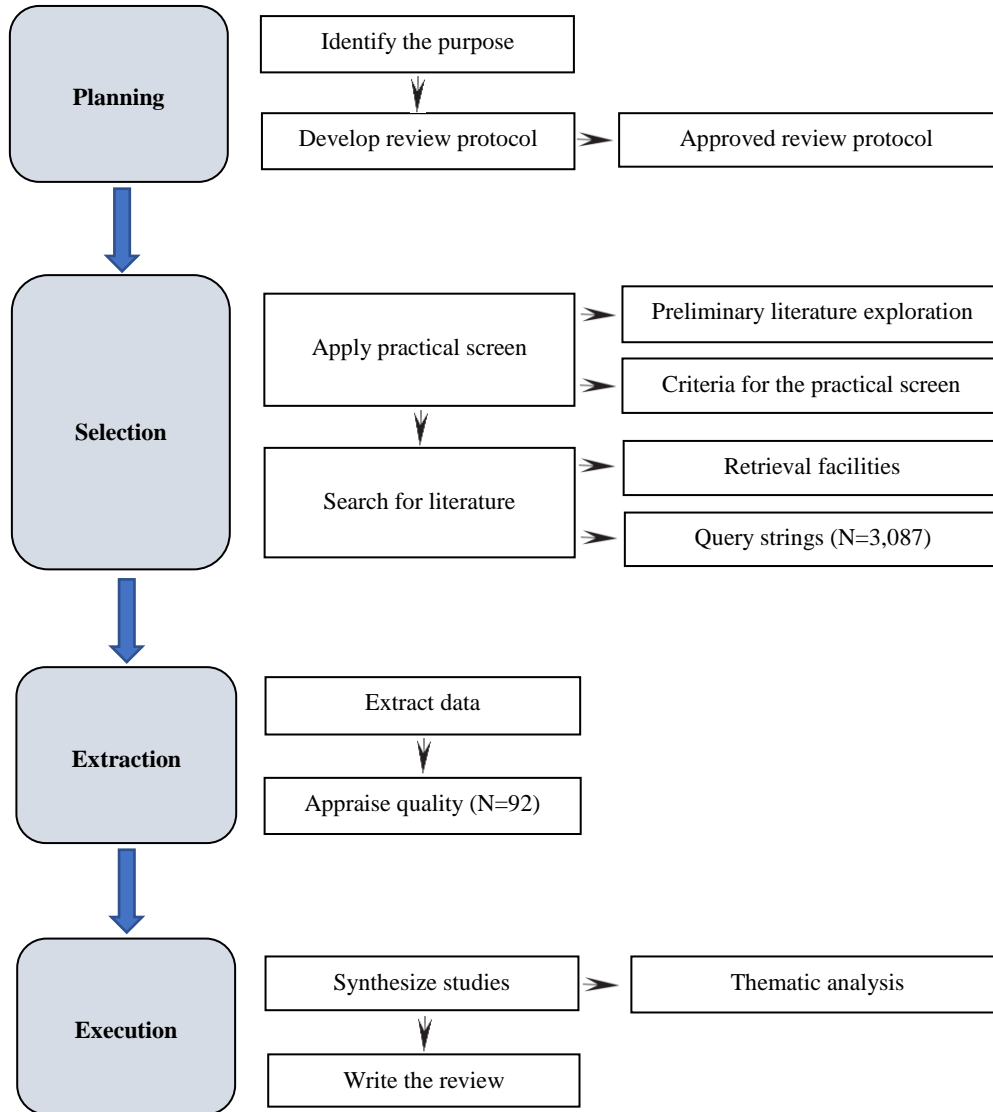 Planning
Identify the purpose
Develop review protocol
Approved review protocol
Selection
Apply practical screen
Preliminary literature exploration
Criteria for the practical screen
Search for literature
Retrieval facilities
Query strings (N=3,087)
Extraction
Extract data
Appraise quality (N=92)
Execution
Synthesize studies
Thematic analysis
Write the review